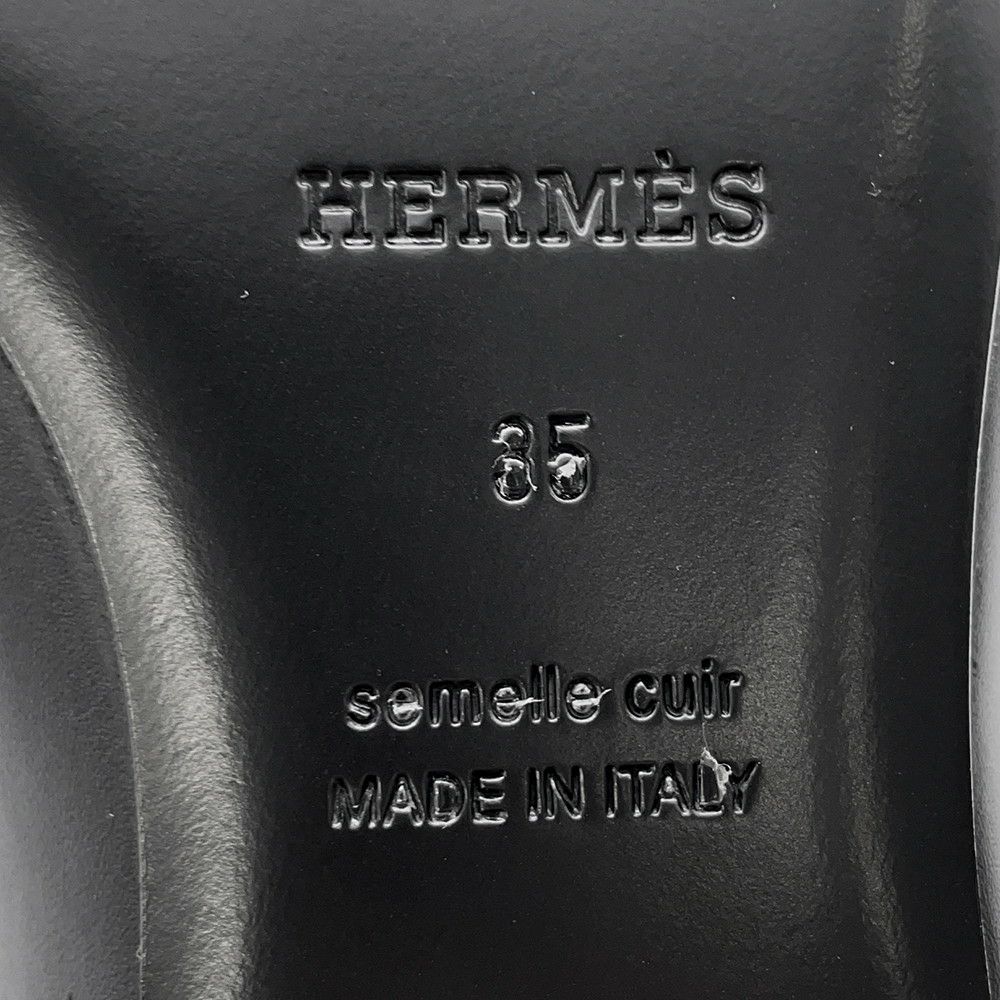 HERMÈS
35
semelle cuir
MADE IN ITALY